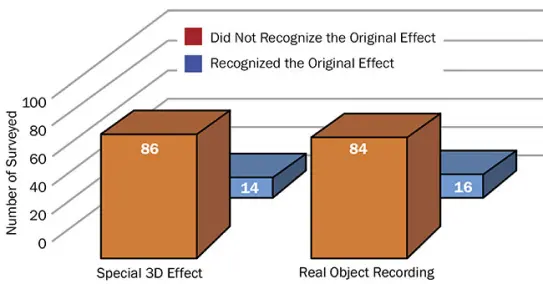 Did Not Recognize the Original Effect
Recognized the Original Effect
Number of Surveyed
100
80
60
40
20
0
86
14
84
16
Special 3D Effect
Real Object Recording